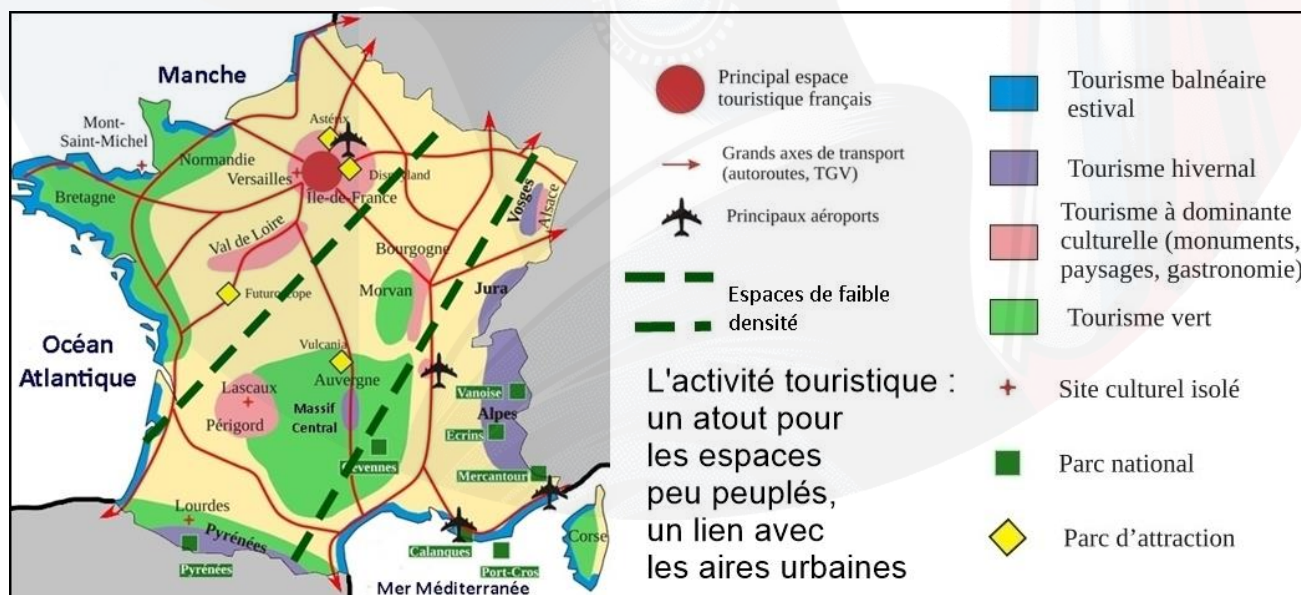 Manche
Mont-
Saint-Michel
Normandie
Bretagne
Astérix
Versailles
Disneyland
Île-de-France
Vosges
Alsace
Val de Loire
Bourgogne
Futuroscope
Morvan
Jura
Océan
Atlantique
Vulcania
Auvergne
Lascaux
Périgord
Massif
Central
Vanoise
Alpes
Ecrins
Cévennes
Mercantour
Lourdes
Pyrénées
Pyrénées
Calanques
Port-Cros
Corse
Mer Méditerranée
Principal espace
touristique français
Grands axes de transport
(autoroutes, TGV)
Principaux aéroports
Espaces de faible
densité
L'activité touristique :
un atout pour
les espaces
peu peuplés,
un lien avec
les aires urbaines
Tourisme balnéaire
estival
Tourisme hivernal
Tourisme à dominante
culturelle (monuments,
paysages, gastronomie)
Tourisme vert
Site culturel isolé
Parc national
Parc d’attraction